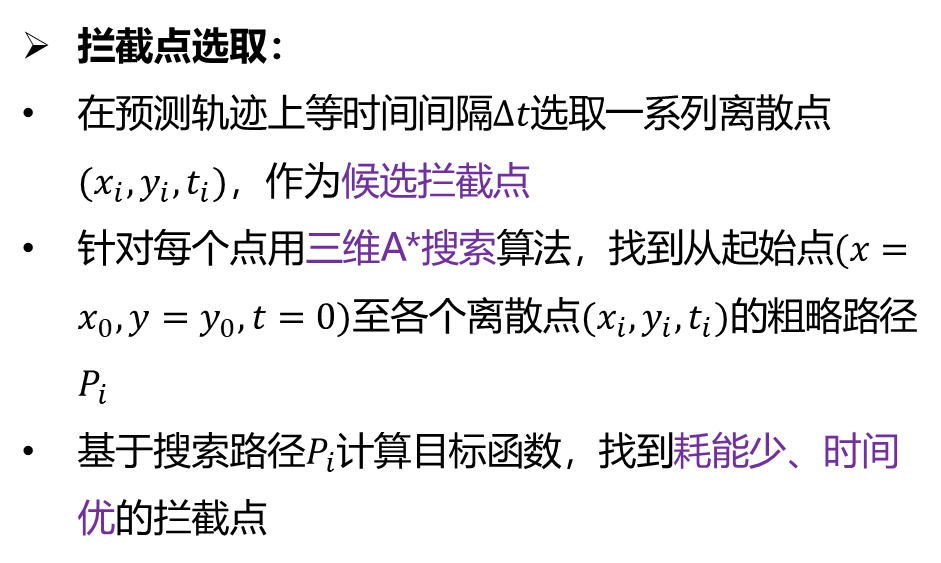 ➢ 拦截点选取：
• 在预测轨迹上等时间间隔Δ𝑡选取一系列离散点
(𝑥ᵢ, 𝑦ᵢ, 𝑡ᵢ)，作为候选拦截点
• 针对每个点用三维A*搜索算法，找到从起始点(𝑥 =
𝑥₀, 𝑦 = 𝑦₀, 𝑡 = 0)至各个离散点(𝑥ᵢ, 𝑦ᵢ, 𝑡ᵢ)的粗略路径
𝑃ᵢ
• 基于搜索路径𝑃ᵢ计算目标函数，找到耗能少、时间
优的拦截点